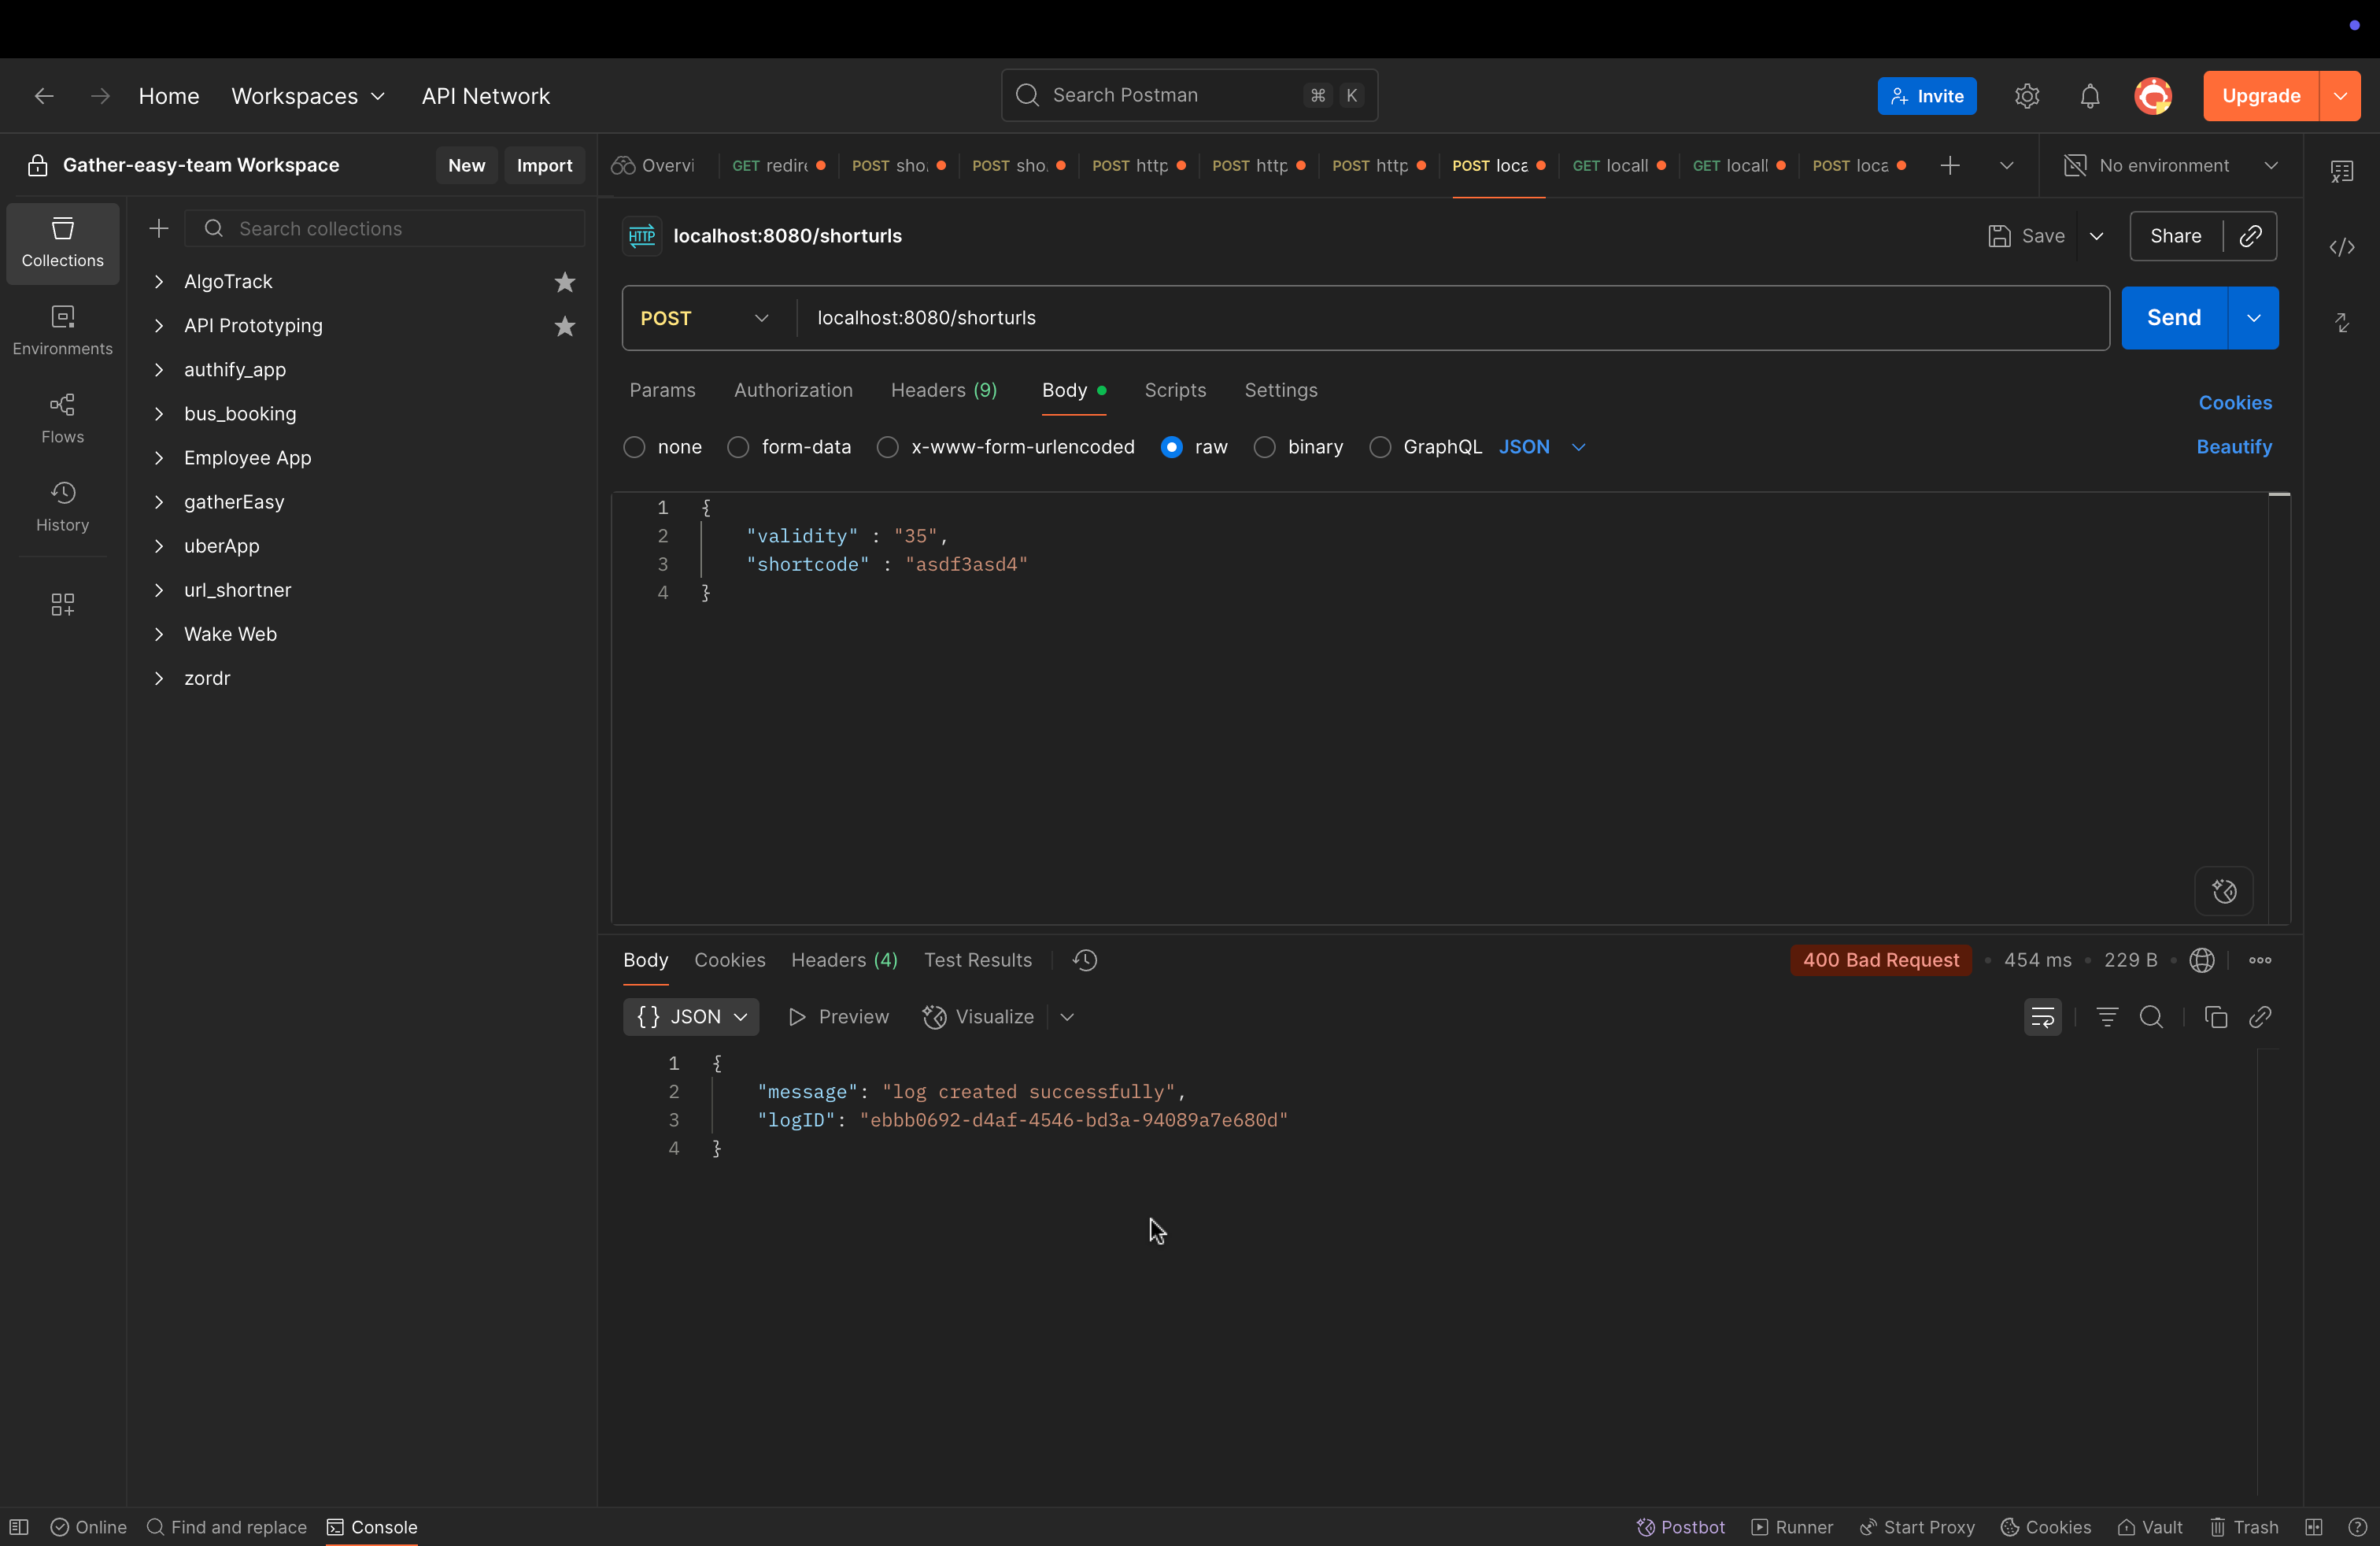 Home Workspaces API Network Search Postman ⌘ K Invite Upgrade
Gather-easy-team Workspace New Import
Overvi GET redire POST sho. POST sho. POST http POST http POST http POST loca GET locall GET locall POST loca No environment
Collections
Environments
Flows
History
Search collections
AlgoTrack
API Prototyping
authify_app
bus_booking
Employee App
gatherEasy
uberApp
url_shortner
Wake Web
zordr
HTTP localhost:8080/shorturls Save Share
POST localhost:8080/shorturls Send
Params Authorization Headers (9) Body Scripts Settings Cookies
none form-data x-www-form-urlencoded raw binary GraphQL JSON Beautify
1 {
2 "validity" : "35",
3 "shortcode" : "asdf3asd4"
4 }
Body Cookies Headers (4) Test Results 400 Bad Request • 454 ms • 229 B
{ } JSON Preview Visualize
1 {
2 "message": "log created successfully",
3 "logID": "ebbb0692-d4af-4546-bd3a-94089a7e680d"
4 }
Online Find and replace Console Postbot Runner Start Proxy Cookies Vault Trash